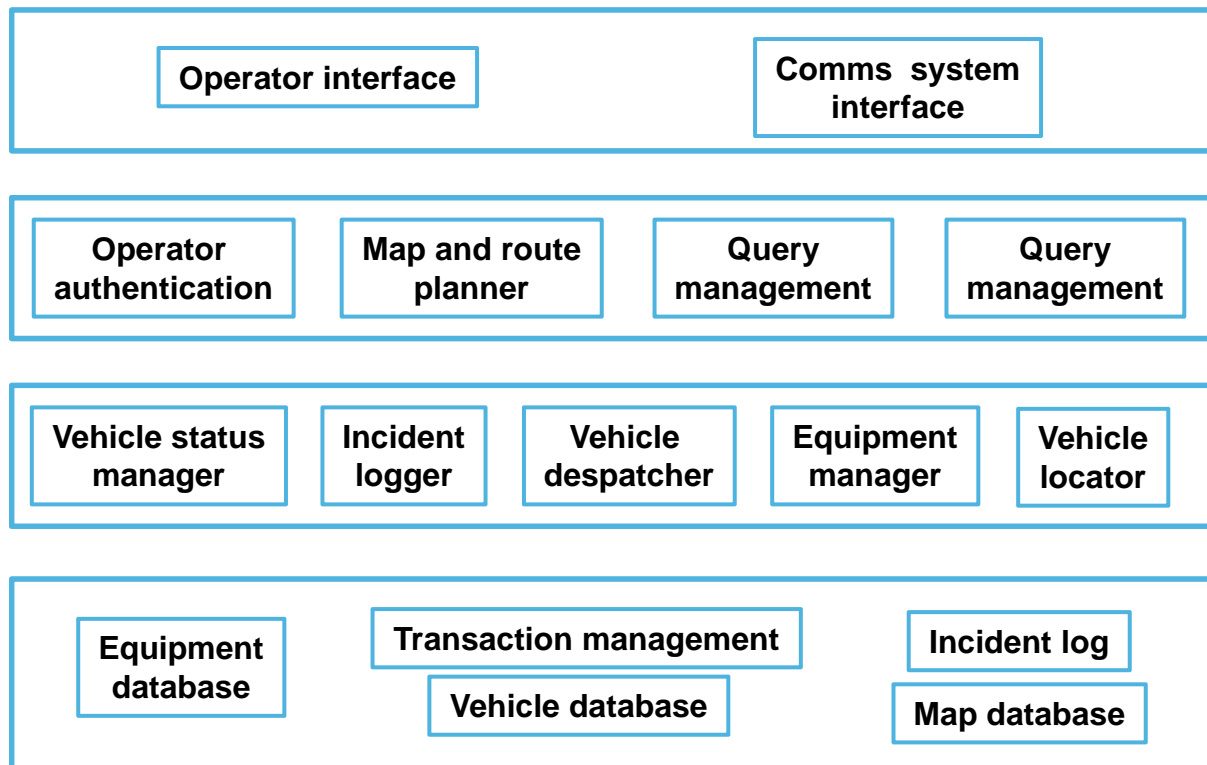 Operator interface
Comms system
interface
Operator
authentication
Map and route
planner
Query
management
Query
management
Vehicle status
manager
Incident
logger
Vehicle
despatcher
Equipment
manager
Vehicle
locator
Equipment
database
Transaction management
Vehicle database
Incident log
Map database